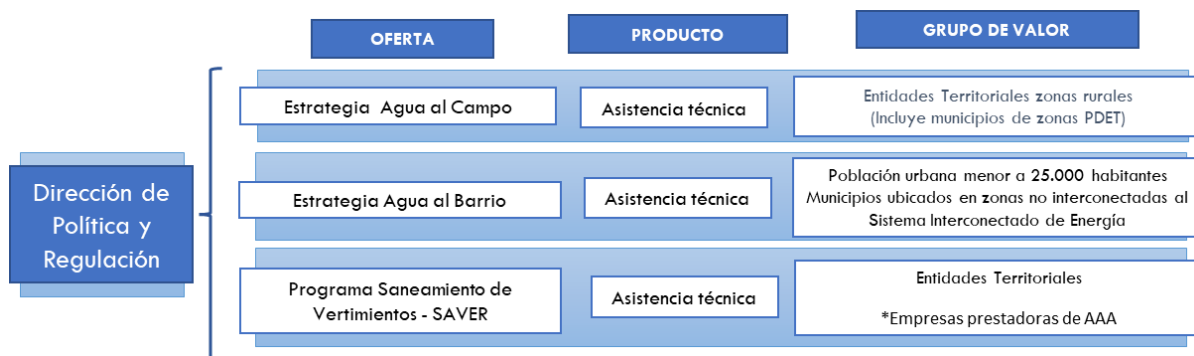 OFERTA
PRODUCTO
GRUPO DE VALOR
Dirección de
Política y
Regulación
Estrategia Agua al Campo
Asistencia técnica
Entidades Territoriales zonas rurales
(Incluye municipios de zonas PDET)
Estrategia Agua al Barrio
Asistencia técnica
Población urbana menor a 25.000 habitantes
Municipios ubicados en zonas no interconectadas al
Sistema Interconectado de Energía
Programa Saneamiento de
Vertimientos - SAVER
Asistencia técnica
Entidades Territoriales
*Empresas prestadoras de AAA